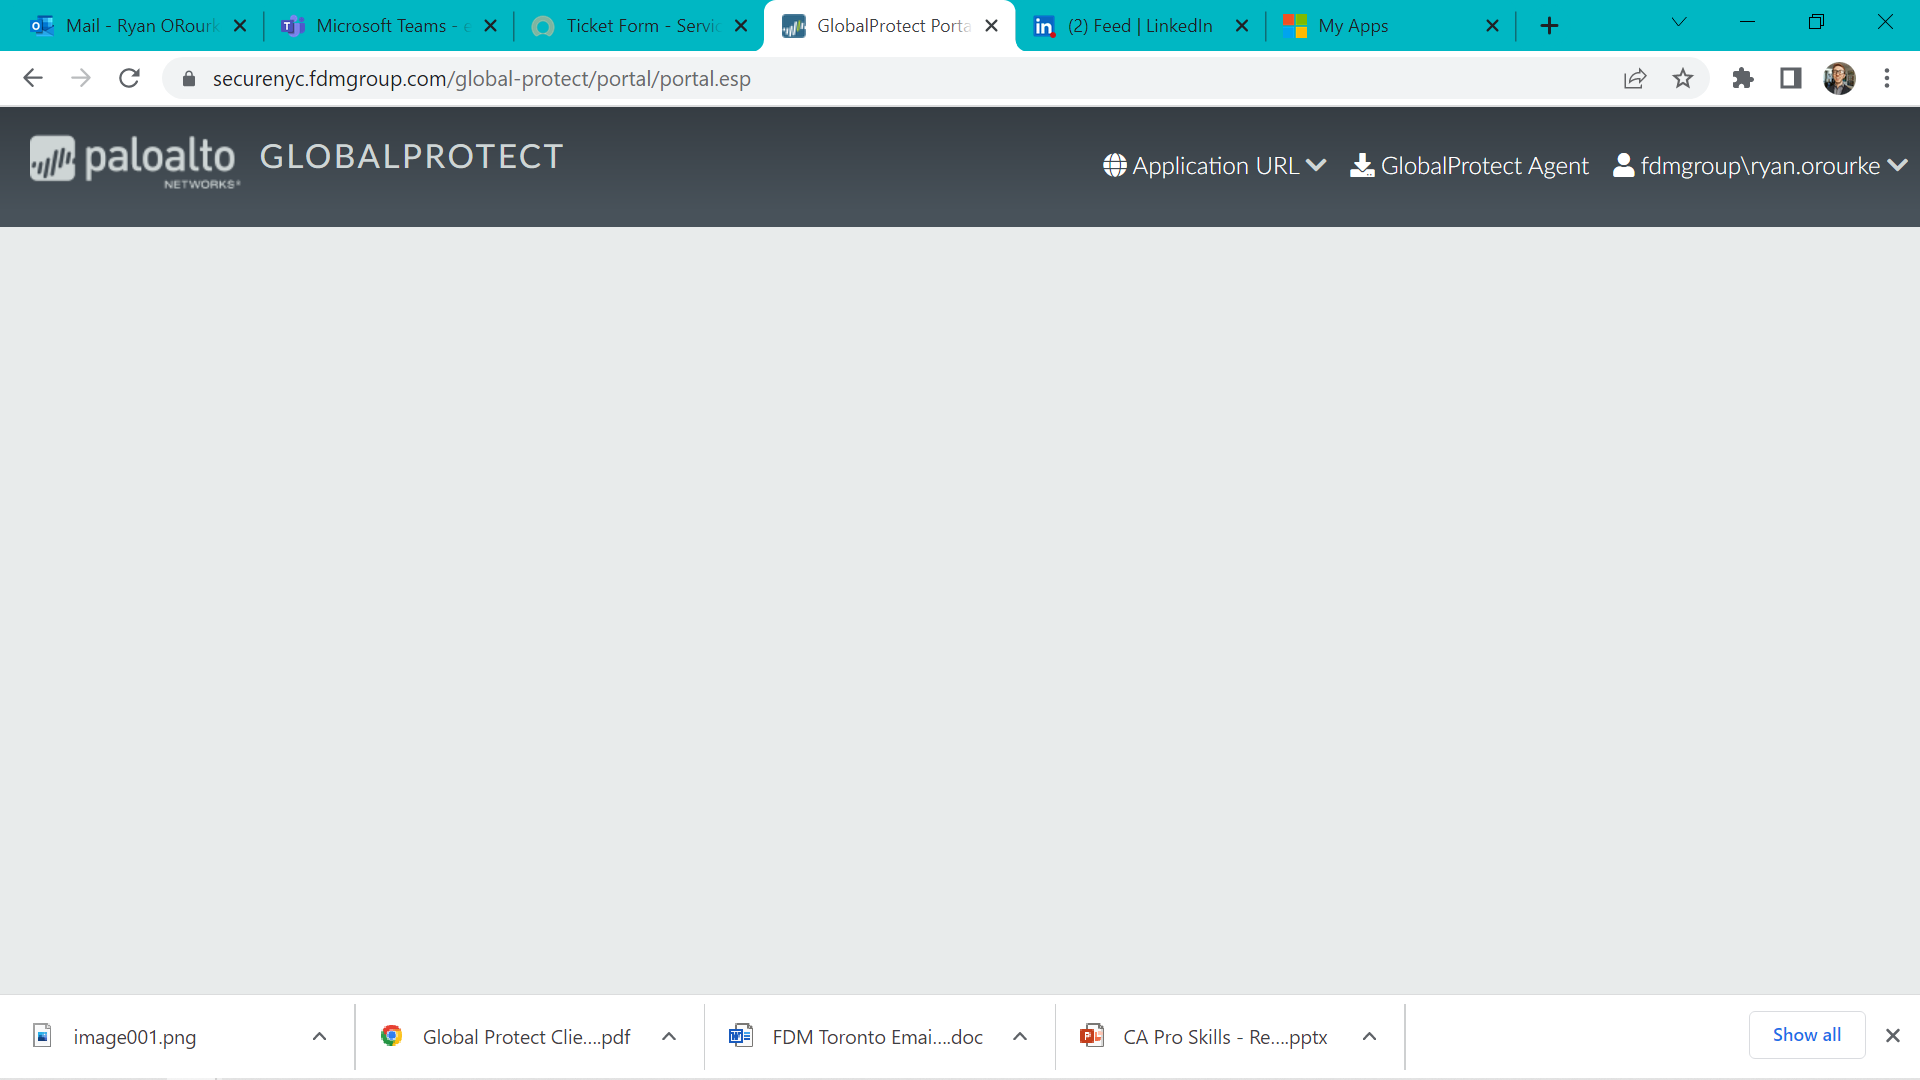 Mail - Ryan ORourk
Microsoft Teams - e
Ticket Form - Servic
GlobalProtect Porta
(2) Feed | LinkedIn
My Apps
securenyc.fdmgroup.com/global-protect/portal/portal.esp
paloalto
NETWORKS®
GLOBALPROTECT
Application URL
GlobalProtect Agent
fdmgroup\ryan.orourke
image001.png
Global Protect Clie....pdf
FDM Toronto Emai....doc
CA Pro Skills - Re....pptx
Show all